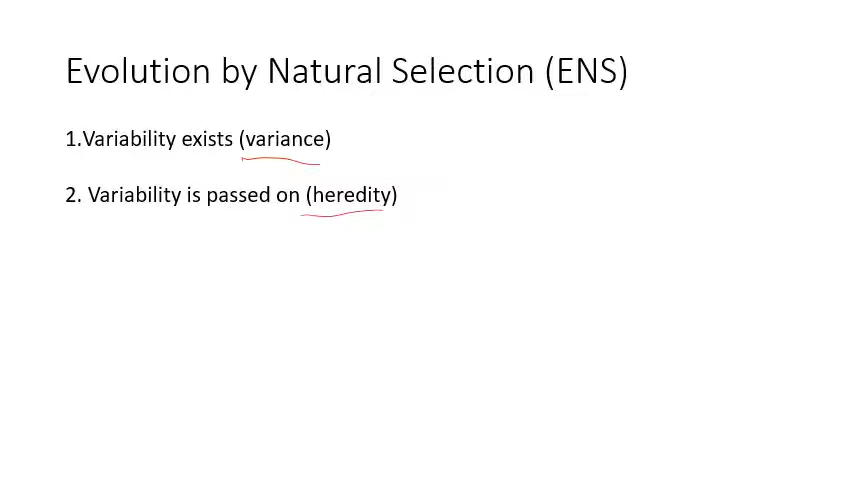 Evolution by Natural Selection (ENS)
1.Variability exists (variance)
2. Variability is passed on (heredity)